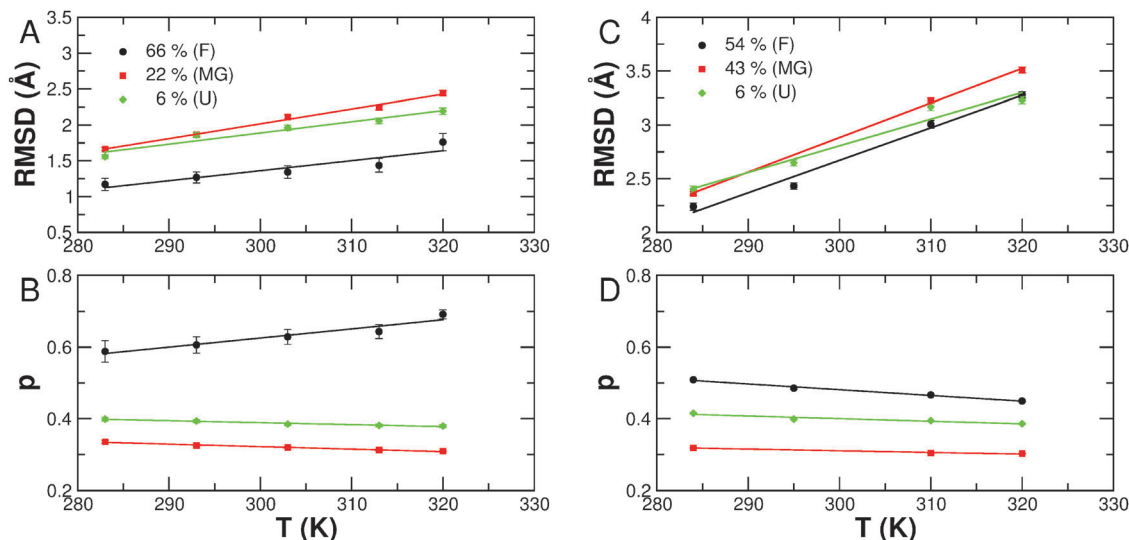 A
66 % (F)
22 % (MG)
6 % (U)
RMSD (Å)
3.5
3
2.5
2
1.5
1
0.5
280 290 300 310 320 330
C
54 % (F)
43 % (MG)
6 % (U)
RMSD (Å)
4
3.5
3
2.5
2
280 290 300 310 320 330
B
p
0.8
0.6
0.4
0.2
280 290 300 310 320 330
T (K)
D
p
0.8
0.6
0.4
0.2
280 290 300 310 320 330
T (K)